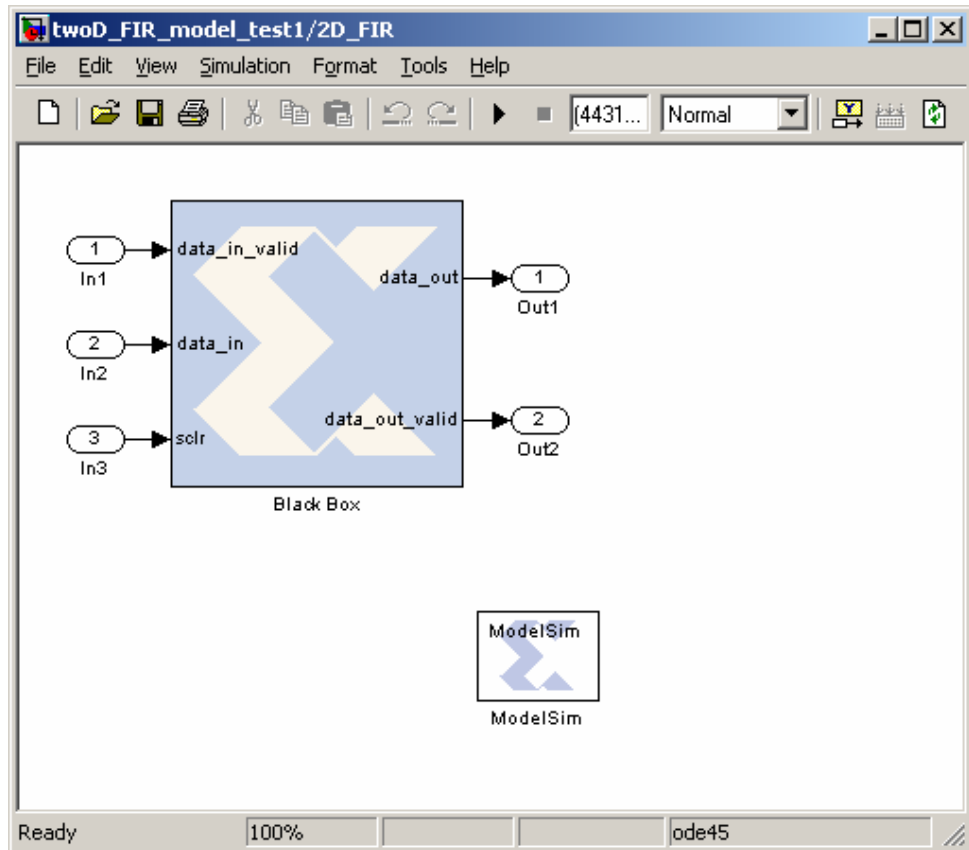 twoD_FIR_model_test1/2D_FIR
File Edit View Simulation Format Tools Help
(4431... Normal
1 data_in_valid
In1
data_out 1
Out1
2 data_in
In2
data_out_valid 2
Out2
3 sclr
In3
Black Box
ModelSim
ModelSim
Ready 100% ode45